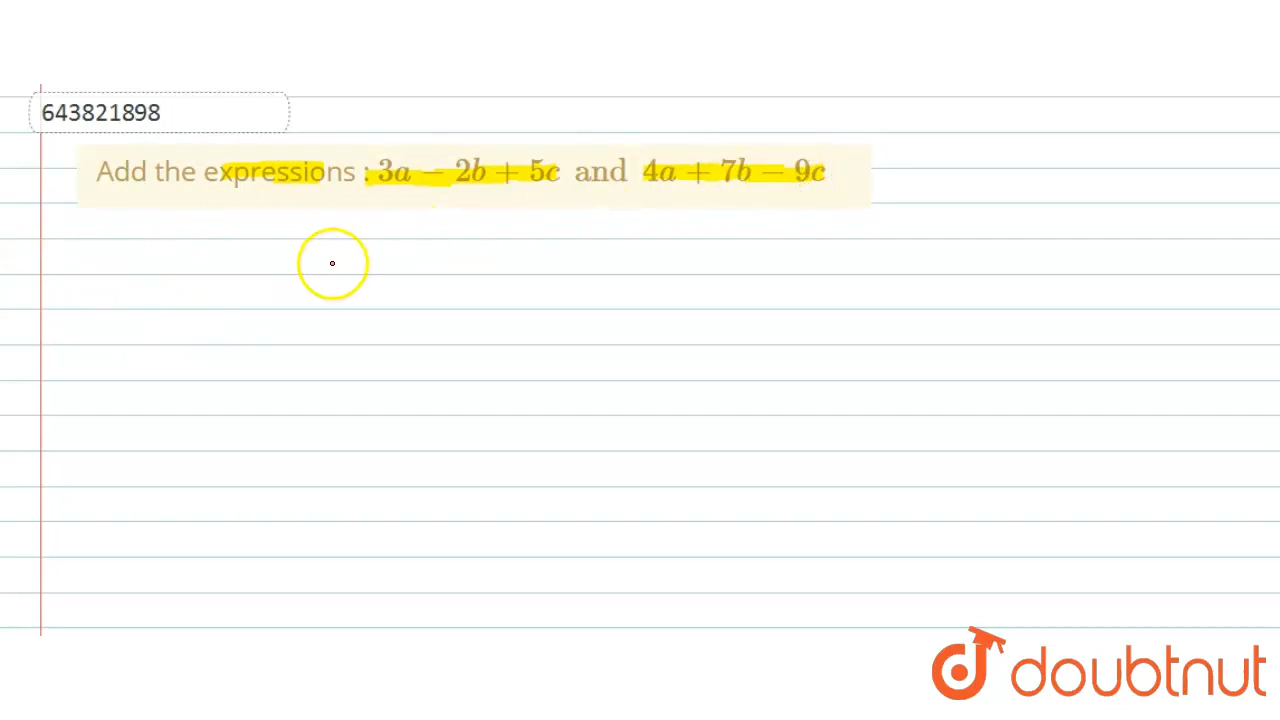 643821898
Add the expressions : 3a − 2b + 5c and 4a + 7b − 9c
doubtnut